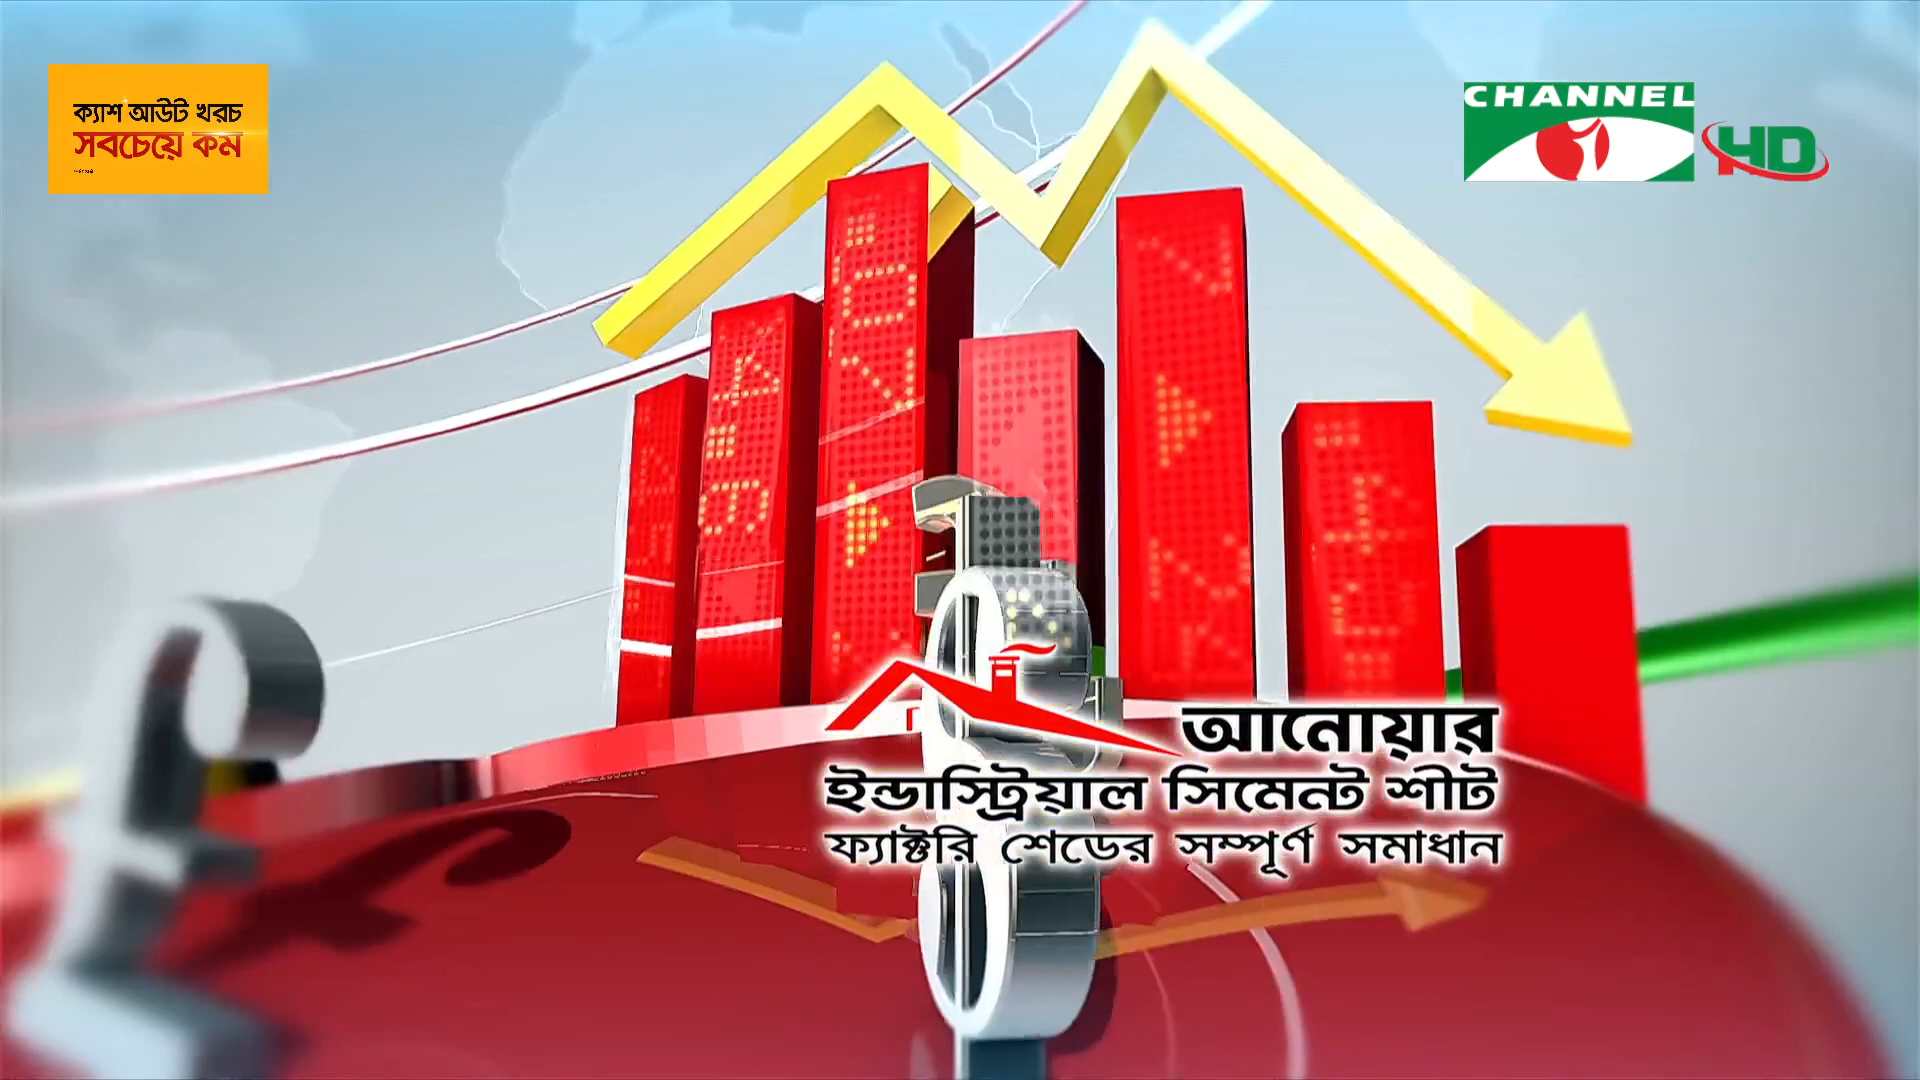 ক্যাশ আউট খরচ
সবচেয়ে কম
CHANNEL
HD
আনোয়ার
ইন্ডাস্ট্রিয়াল সিমেন্ট শীট
ফ্যাক্টরি শেডের সম্পূর্ণ সমাধান